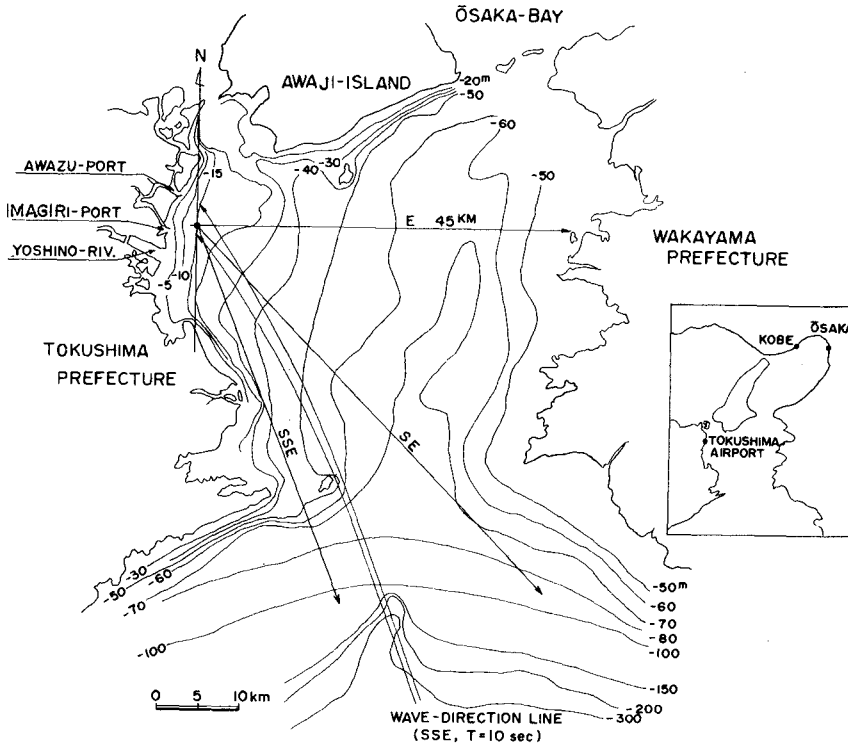 ŌSAKA-BAY
N
AWAJI-ISLAND
-20m
-50
-60
-50
-40
-30
-15
AWAZU-PORT
IMAGIRI-PORT
YOSHINO-RIV.
E 45KM
WAKAYAMA
PREFECTURE
-5
-10
TOKUSHIMA
PREFECTURE
KOBE
ŌSAKA
TOKUSHIMA
AIRPORT
SSE
SE
-30
-50
-60
-70
-100
-50m
-60
-70
-80
-100
-150
-200
-300
0 5 10km
WAVE-DIRECTION LINE
(SSE, T=10 sec)